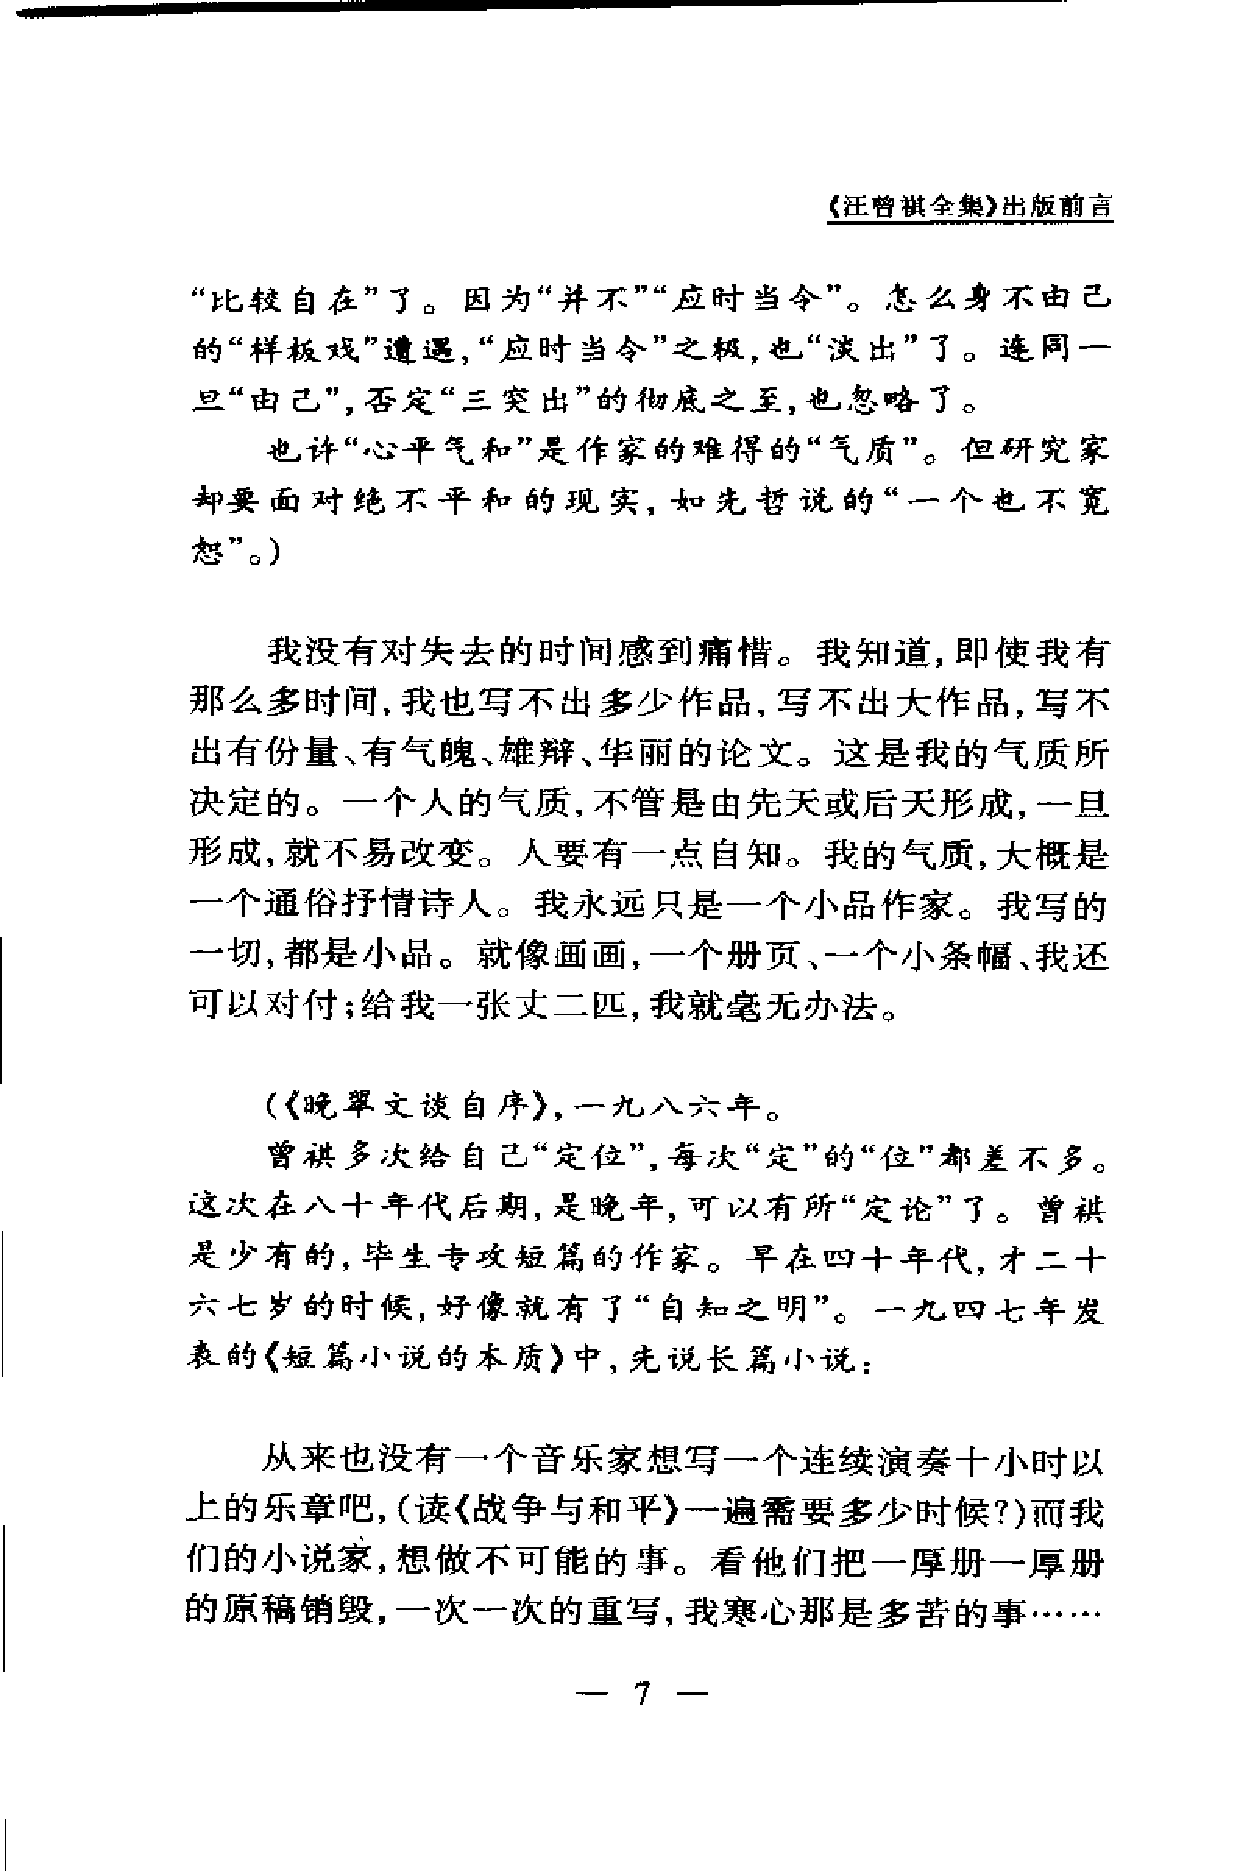 《汪曾祺全集》出版前言
“比较自在”了。因为“并不”“应时当令”。怎么身不由己
的“样板戏”遭遇,“应时当令”之极,也“淡出”了。连同一
旦“由己”,否定“三突出”的彻底之至,也忽略了。
也许“心平气和”是作家的难得的“气质”。但研究家
却要面对绝不平和的现实,如先哲说的“一个也不宽
恕”。)
我没有对失去的时间感到痛惜。我知道,即使我有
那么多时间,我也写不出多少作品,写不出大作品,写不
出有份量、有气魄、雄辩、华丽的论文。这是我的气质所
决定的。一个人的气质,不管是由先天或后天形成,一旦
形成,就不易改变。人要有一点自知。我的气质,大概是
一个通俗抒情诗人。我永远只是一个小品作家。我写的
一切,都是小品。就像画画,一个册页、一个小条幅、我还
可以对付;给我一张丈二匹,我就毫无办法。
(《晚翠文谈自序》,一九八六年。
曾祺多次给自己“定位”,每次“定”的“位”都差不多。
这次在八十年代后期,是晚年,可以有所“定论”了。曾祺
是少有的,毕生专攻短篇的作家。早在四十年代,才二十
六七岁的时候,好像就有了“自知之明”。一九四七年发
表的《短篇小说的本质》中,先说长篇小说:
从来也没有一个音乐家想写一个连续演奏十小时以
上的乐章吧,(读《战争与和平》一遍需要多少时候?)而我
们的小说家,想做不可能的事。看他们把一厚册一厚册
的原稿销毁,一次一次的重写,我寒心那是多苦的事……
— 7 —